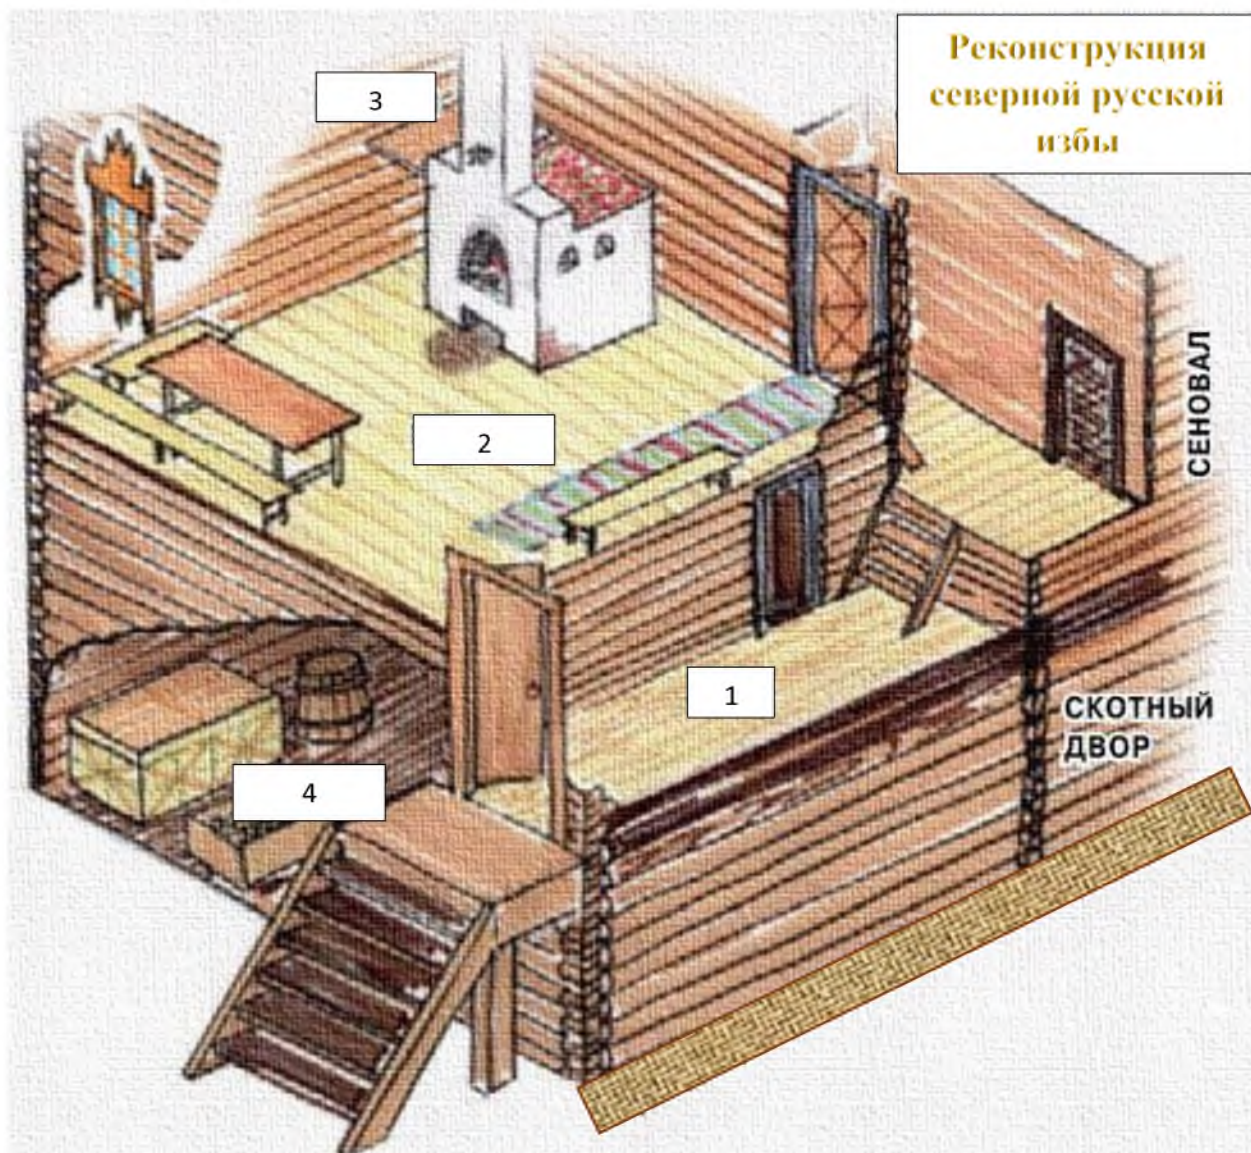 Реконструкция
северной русской
избы
3
2
СЕНОВАЛ
1
СКОТНЫЙ
ДВОР
4